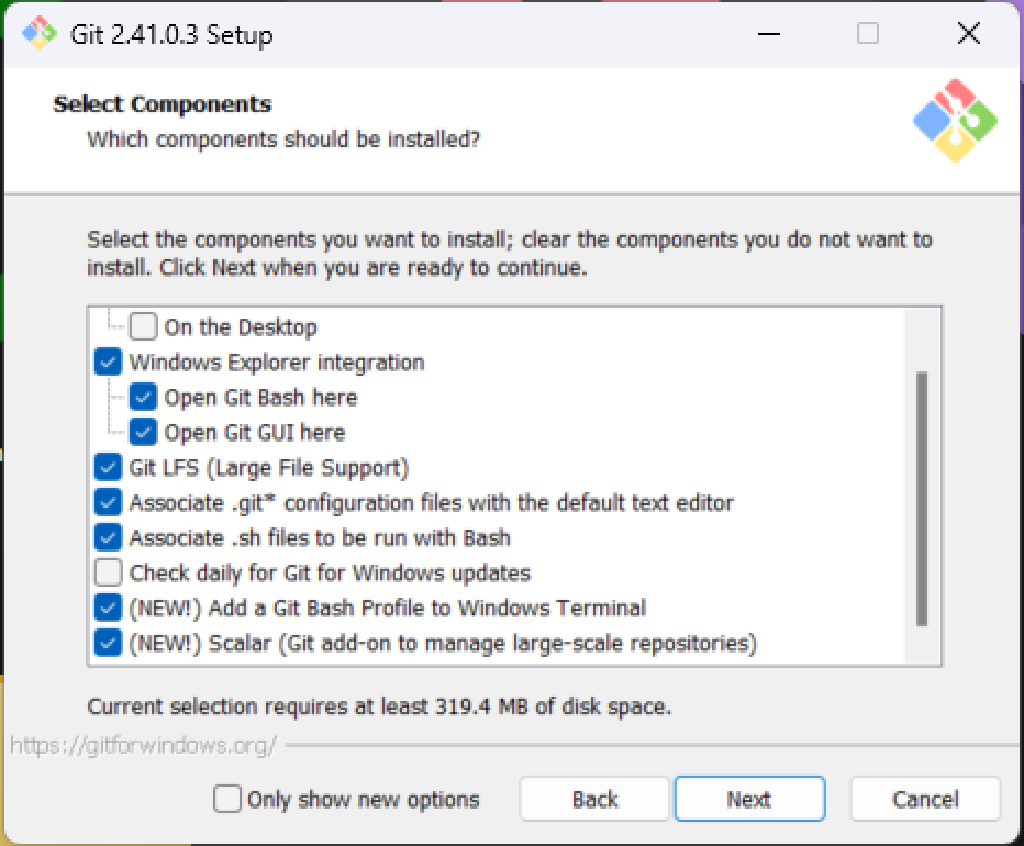 Git 2.41.0.3 Setup
Select Components
Which components should be installed?
Select the components you want to install; clear the components you do not want to
install. Click Next when you are ready to continue.
On the Desktop
Windows Explorer integration
Open Git Bash here
Open Git GUI here
Git LFS (Large File Support)
Associate .git* configuration files with the default text editor
Associate .sh files to be run with Bash
Check daily for Git for Windows updates
(NEW!) Add a Git Bash Profile to Windows Terminal
(NEW!) Scalar (Git add-on to manage large-scale repositories)
Current selection requires at least 319.4 MB of disk space.
https://gitforwindows.org/
Only show new options
Back
Next
Cancel